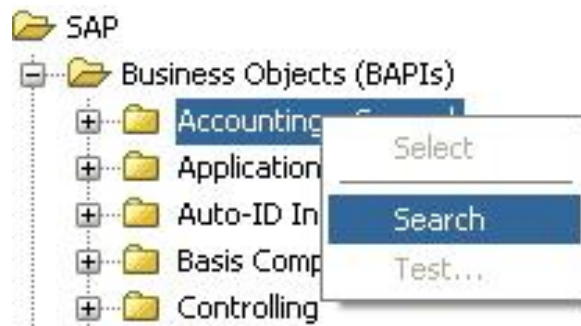 SAP
Business Objects (BAPIs)
Accounting
Select
Application
Auto-ID In
Search
Basis Comp
Test...
Controlling